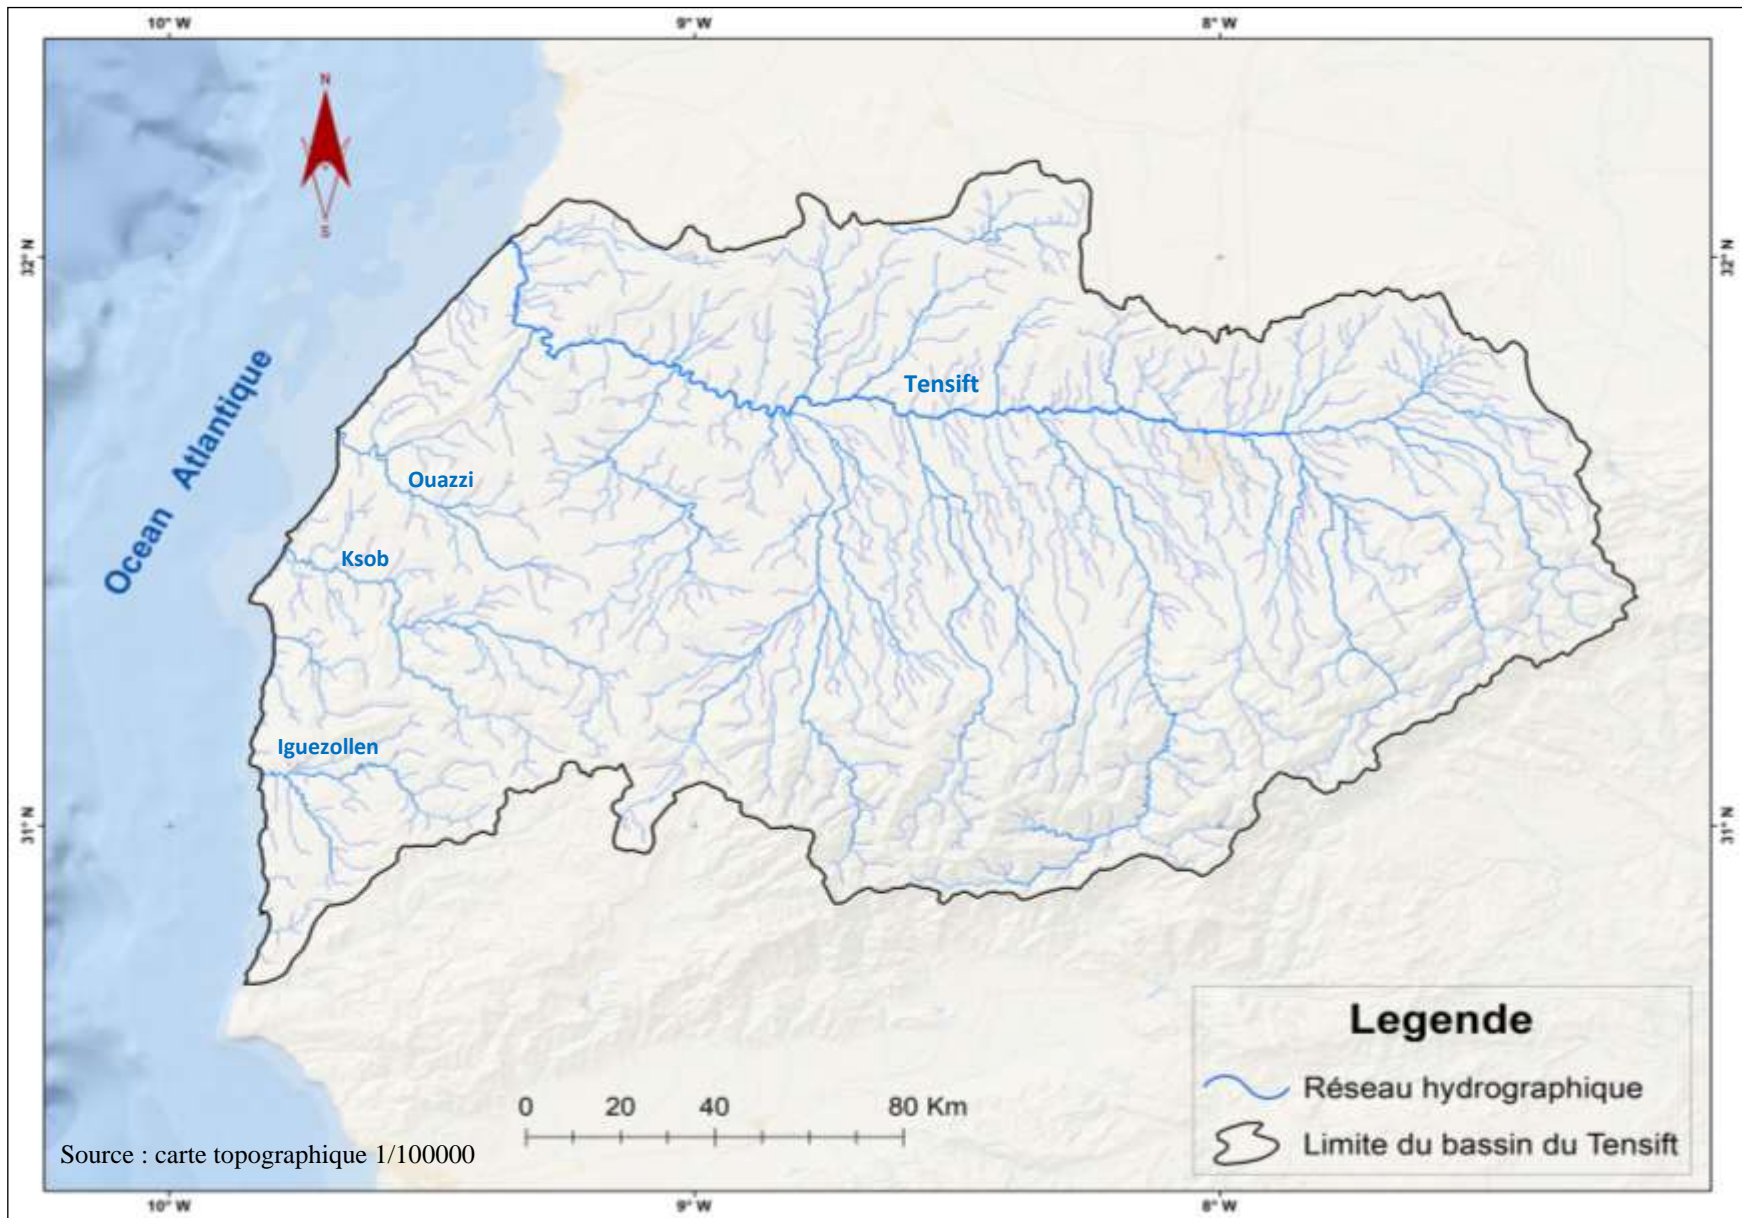 10° W 9° W 8° W
N
S
32° N 32° N
Ocean Atlantique
Tensift
Ouazzi
Ksob
Iguezollen
31° N 31° N
Legende
Réseau hydrographique
Limite du bassin du Tensift
0 20 40 80 Km
Source : carte topographique 1/100000
10° W 9° W 8° W